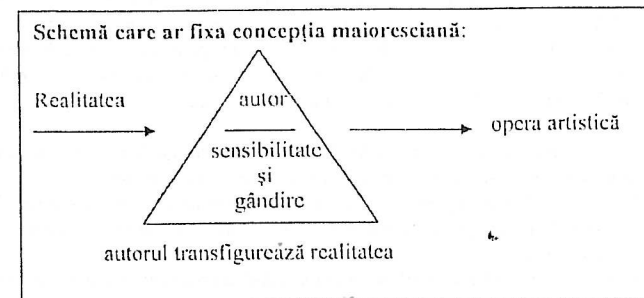 Schemă care ar fixa concepția maioresciană:
Realitatea
autor
sensibilitate
și
gândire
opera artistică
autorul transfigurează realitatea